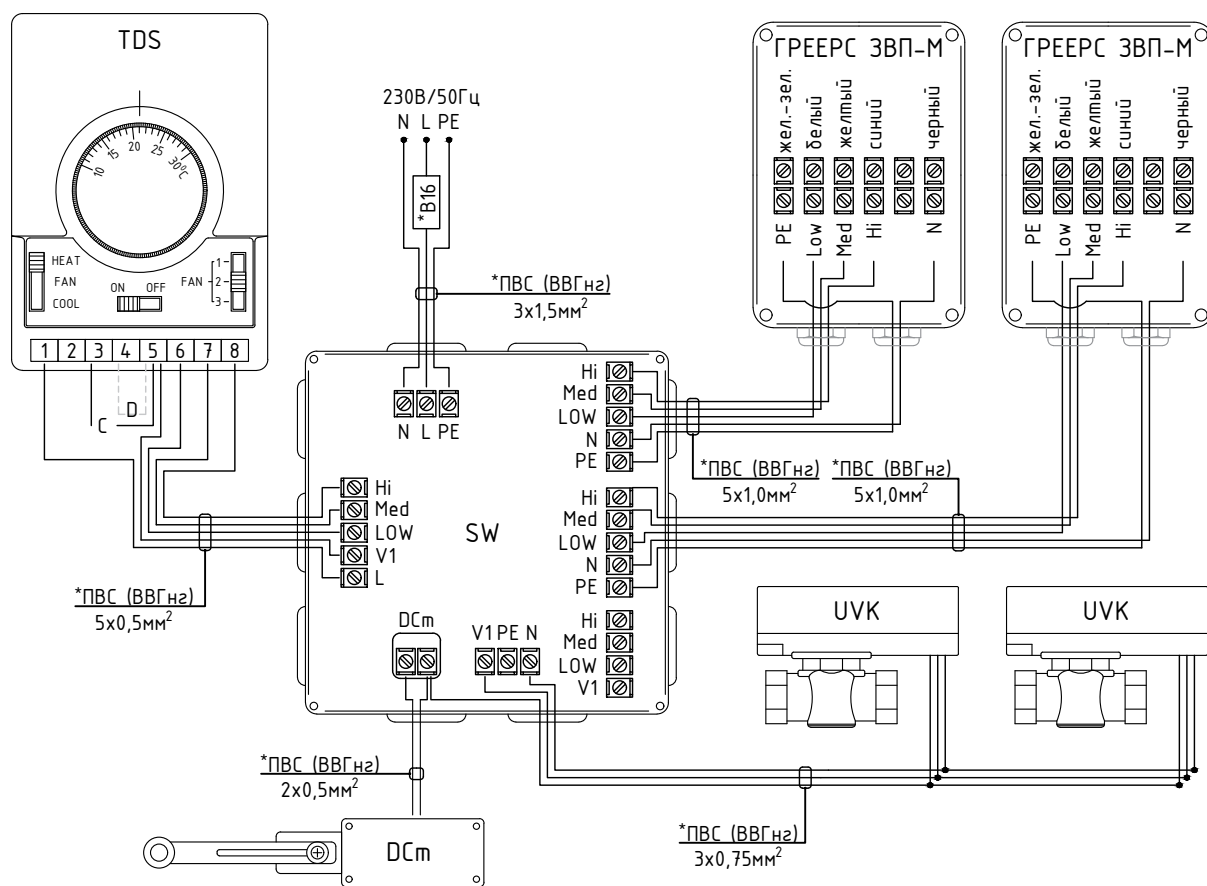 TDS
10 15 20 25 30°C
HEAT
FAN
COOL
ON OFF
FAN
1
2
3
1 2 3 4 5 6 7 8
D
C
230В/50Гц
N L PE
*В16
*ПВС (ВВГнг)
3х1,5мм²
ГРЕЕРС ЗВП-М
жел.-зел.
белый
желтый
синий
черный
PE
Low
Med
Hi
N
ГРЕЕРС ЗВП-М
жел.-зел.
белый
желтый
синий
черный
PE
Low
Med
Hi
N
N L PE
Hi
Med
LOW
N
PE
*ПВС (ВВГнг)
5х1,0мм²
*ПВС (ВВГнг)
5х1,0мм²
Hi
Med
LOW
V1
L
SW
Hi
Med
LOW
N
PE
*ПВС (ВВГнг)
5х0,5мм²
DCm
V1 PE N
Hi
Med
LOW
V1
UVK
UVK
*ПВС (ВВГнг)
2х0,5мм²
*ПВС (ВВГнг)
3х0,75мм²
DCm